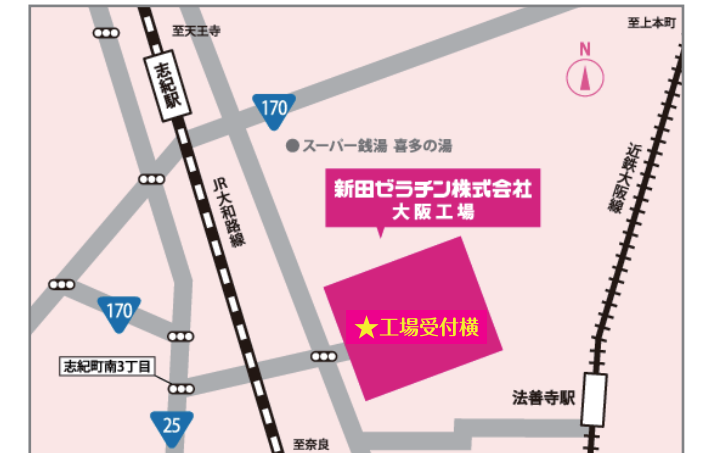 至天王寺
至上本町
N
志紀駅
170
スーパー銭湯 喜多の湯
近鉄大阪線
JR大和路線
新田ゼラチン株式会社
大阪工場
170
★工場受付横
志紀町南3丁目
法善寺駅
25
至奈良